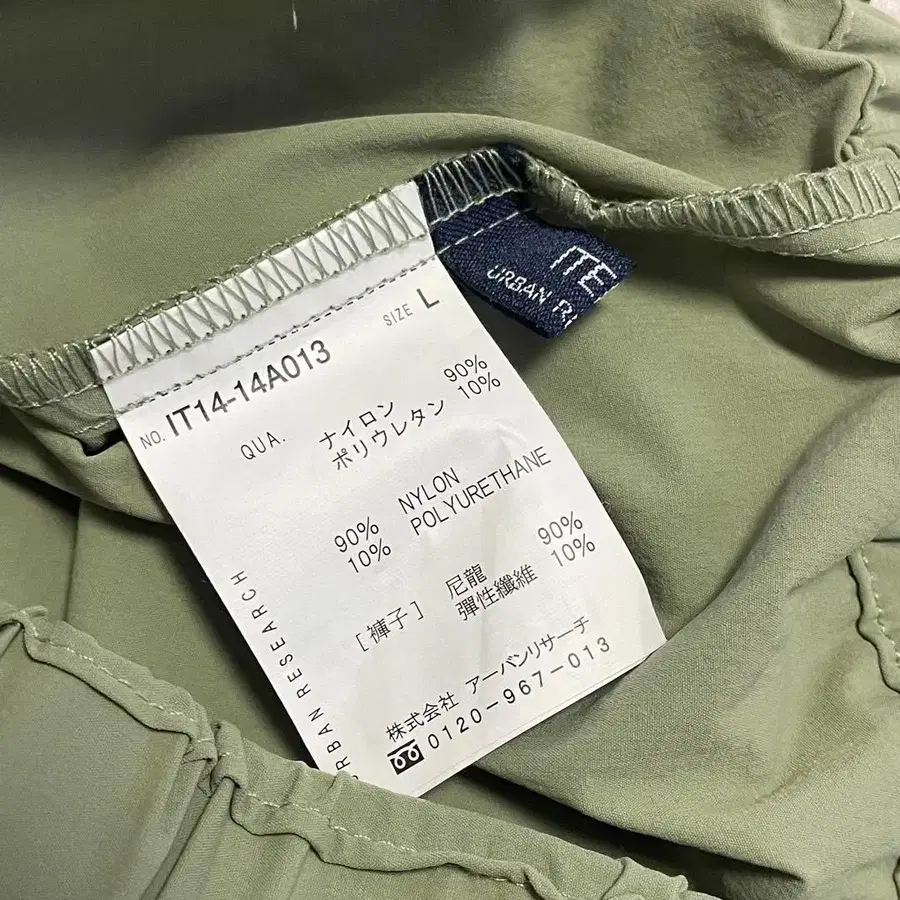 ITE
URBAN R
SIZE L
NO. IT14-14A013
QUA. ナイロン 90%
ポリウレタン 10%
90% NYLON
10% POLYURETHANE
[褲子] 尼龍 90%
彈性纖維 10%
株式会社 アーバンリサーチ
0120-967-013
URBAN RESEARCH
URBAN RE